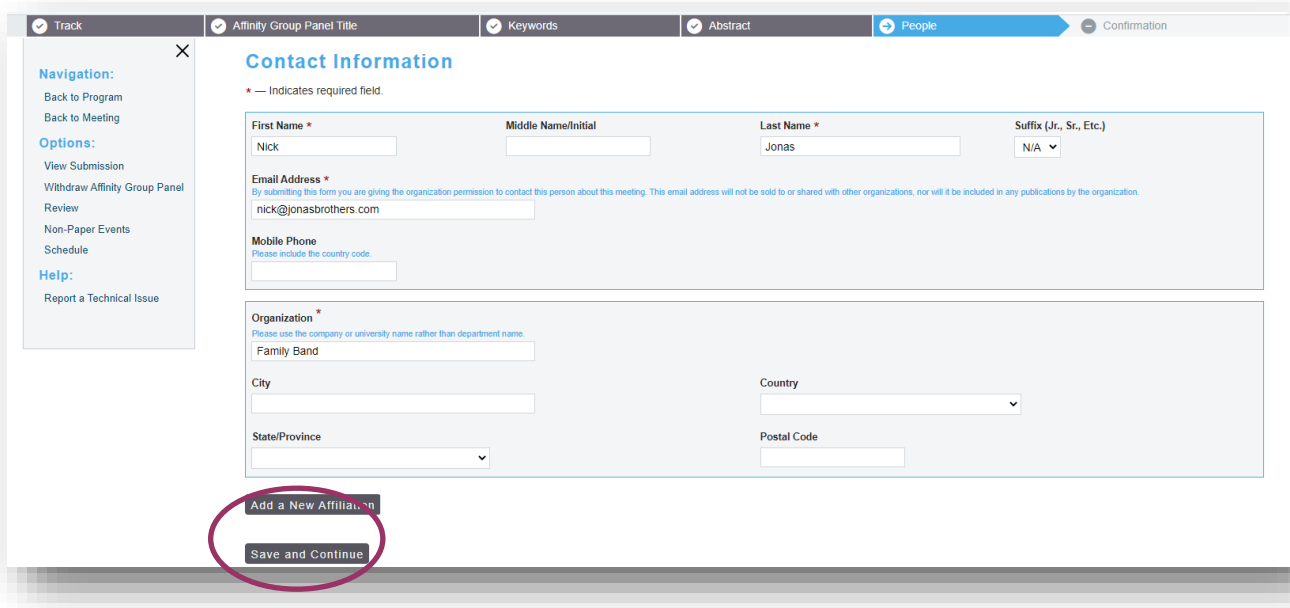 Track
Affinity Group Panel Title
Keywords
Abstract
People
Confirmation
Navigation:
Back to Program
Back to Meeting
Options:
View Submission
Withdraw Affinity Group Panel
Review
Non-Paper Events
Schedule
Help:
Report a Technical Issue
Contact Information
* — Indicates required field.
First Name *
Middle Name/Initial
Last Name *
Suffix (Jr., Sr., Etc.)
Nick
Jonas
N/A
Email Address *
By submitting this form you are giving the organization permission to contact this person about this meeting. This email address will not be sold to or shared with other organizations, nor will it be included in any publications by the organization.
nick@jonasbrothers.com
Mobile Phone
Please include the country code.
Organization *
Please use the company or university name rather than department name.
Family Band
City
Country
State/Province
Postal Code
Add a New Affiliation
Save and Continue